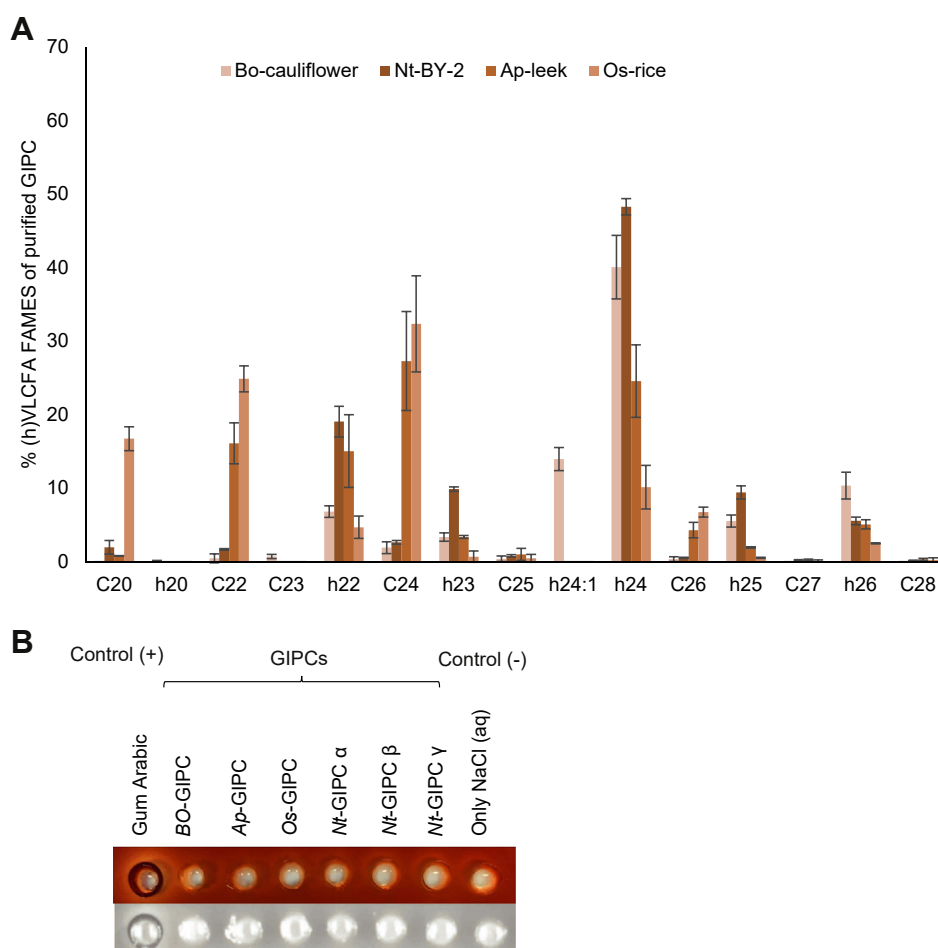 A
70
60
50
40
30
20
10
0
% (h)VLCFA FAMES of purified GIPC
Bo-cauliflower Nt-BY-2 Ap-leek Os-rice
C20 h20 C22 C23 h22 C24 h23 C25 h24:1 h24 C26 h25 C27 h26 C28
B
Control (+) GIPCs Control (-)
Gum Arabic
BO-GIPC
Ap-GIPC
Os-GIPC
Nt-GIPC α
Nt-GIPC β
Nt-GIPC γ
Only NaCl (aq)